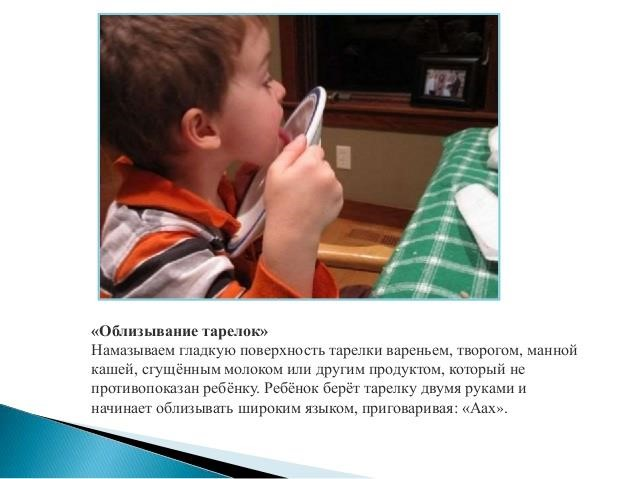 «Облизывание тарелок»
Намазываем гладкую поверхность тарелки вареньем, творогом, манной
кашей, сгущённым молоком или другим продуктом, который не
противопоказан ребёнку. Ребёнок берёт тарелку двумя руками и
начинает облизывать широким языком, приговаривая: «Аах».